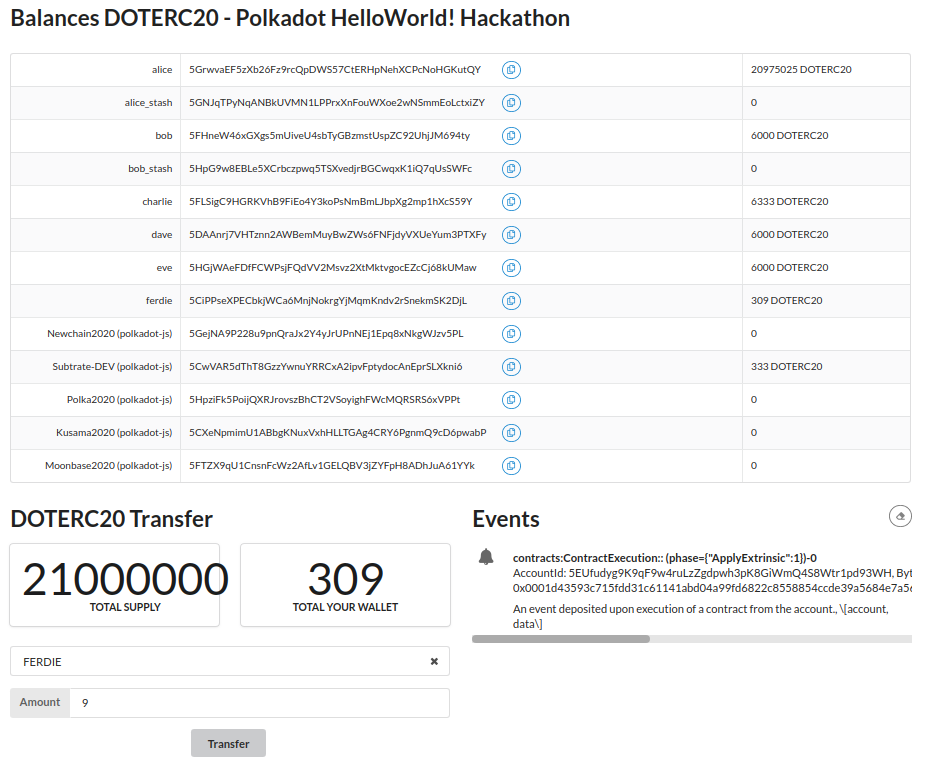 Balances DOTERC20 - Polkadot HelloWorld! Hackathon
alice 5GrwvaEF5zXb26Fz9rcQpDWS57CtERHpNehXCPcNoHGKutQY 20975025 DOTERC20
alice_stash 5GNJqTPyNqANBkUVMN1LPPrxXnFouWXoe2wNSmmEoLctxiZY 0
bob 5FHneW46xGXgs5mUiveU4sbTyGBzmstUspZC92UhjJM694ty 6000 DOTERC20
bob_stash 5HpG9w8EBLe5XCrbczpwq5TSXvedjrBGCwqxK1iQ7qUsSWFc 0
charlie 5FLSigC9HGRKVhB9FiEo4Y3koPsNmBmLJbpXg2mp1hXcS59Y 6333 DOTERC20
dave 5DAAnrj7VHTznn2AWBemMuyBwZWs6FNFjdyVXUeYum3PTXFy 6000 DOTERC20
eve 5HGjWAeFDfFCWPsjFQdVV2Msvz2XtMktvgocEZcCj68kUMaw 6000 DOTERC20
ferdie 5CiPPseXPECbkjWCa6MnjNokrgYjMqmKndv2rSnekmSK2DjL 309 DOTERC20
Newchain2020 (polkadot-js) 5GejNA9P228u9pnQraJx2Y4yJrUPnNEj1Epq8xNkgWJzv5PL 0
Subtrate-DEV (polkadot-js) 5CwVAR5dThT8GzzYwnuYRRCxA2ipvFptydocAnEprSLXkni6 333 DOTERC20
Polka2020 (polkadot-js) 5HpziFk5PoijQXRJrovszBhCT2VSoyighFWcMQRSRS6xVPPt 0
Kusama2020 (polkadot-js) 5CXeNpmimU1ABbgKNuxVxhHLLTGAg4CRY6PgnmQ9cD6pwabP 0
Moonbase2020 (polkadot-js) 5FTZX9qU1CnsnFcWz2AfLv1GELQBV3jZYFpH8ADhJuA61YYk 0
DOTERC20 Transfer
21000000
TOTAL SUPPLY
309
TOTAL YOUR WALLET
FERDIE
Amount 9
Transfer
Events
contracts:ContractExecution:: (phase={"ApplyExtrinsic":1})-0
AccountId: 5EUfudyg9K9qF9w4ruLzZgdpwh3pK8GiWmQ4S8Wtr1pd93WH, Byt
0x0001d43593c715fdd31c61141abd04a99fd6822c8558854ccde39a5684e7a56
An event deposited upon execution of a contract from the account., \[account,
data\]